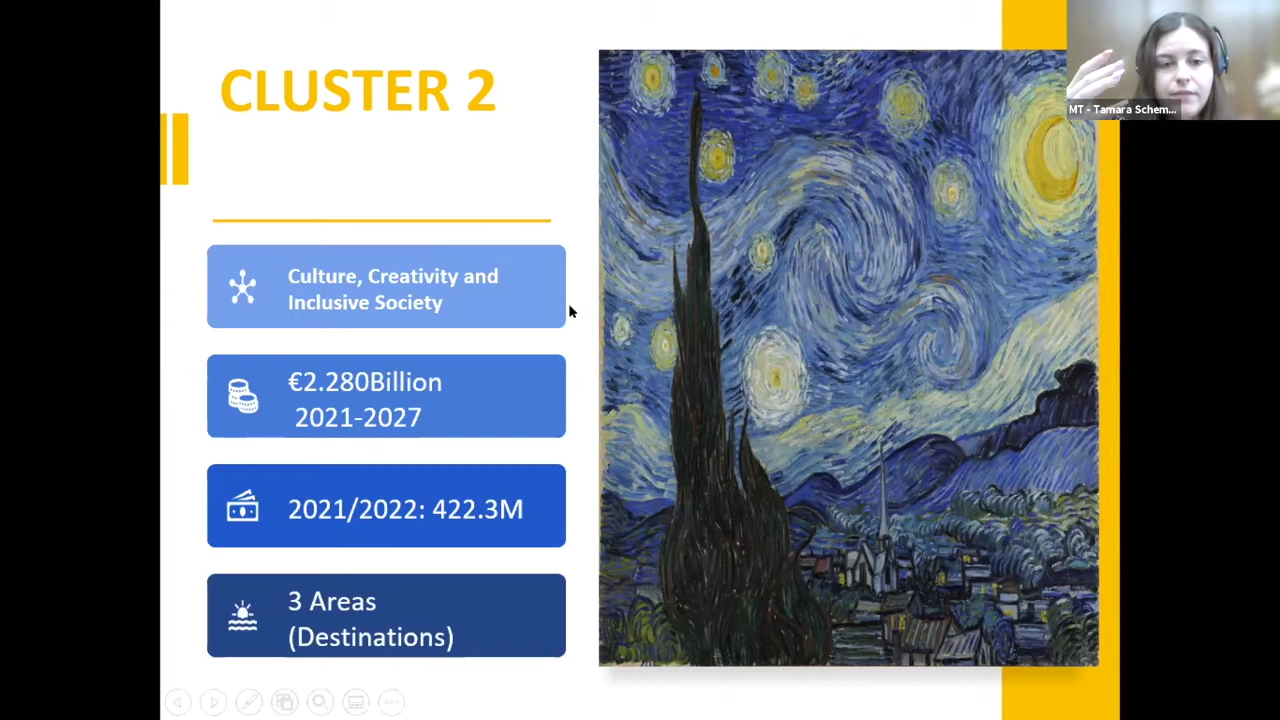 CLUSTER 2
MT - Tamara Schem...
Culture, Creativity and
Inclusive Society
€2.280Billion
2021-2027
2021/2022: 422.3M
3 Areas
(Destinations)